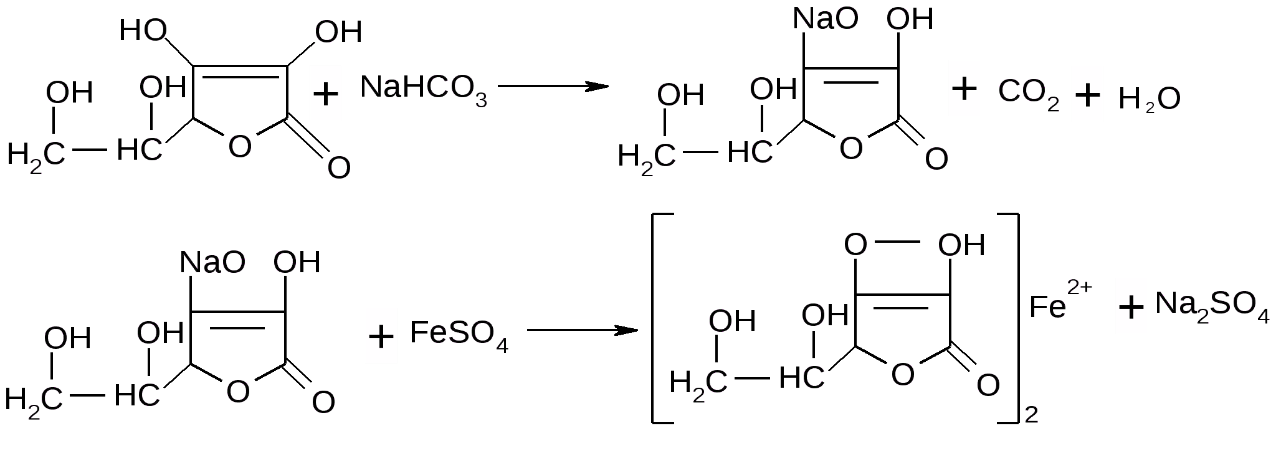 HO OH NaO OH
OH OH + NaHCO3 OH OH + CO2 + H2O
H2C HC O O H2C HC O O
NaO OH O OH
OH OH + FeSO4 OH OH Fe2+ + Na2SO4
H2C HC O O H2C HC O O
2